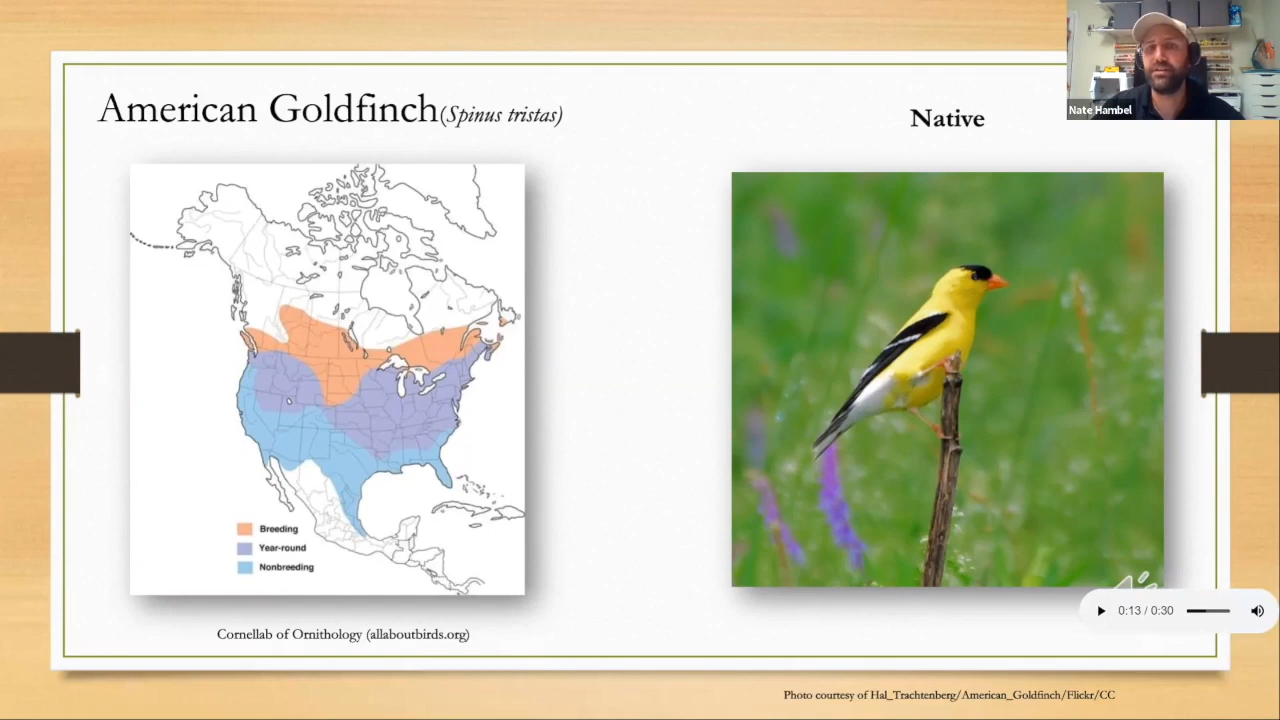 American Goldfinch(Spinus tristas)
Native
Nate Hambel
Breeding
Year-round
Nonbreeding
0:13 / 0:30
Cornellab of Ornithology (allaboutbirds.org)
Photo courtesy of Hal_Trachtenberg/American_Goldfinch/Flickr/CC